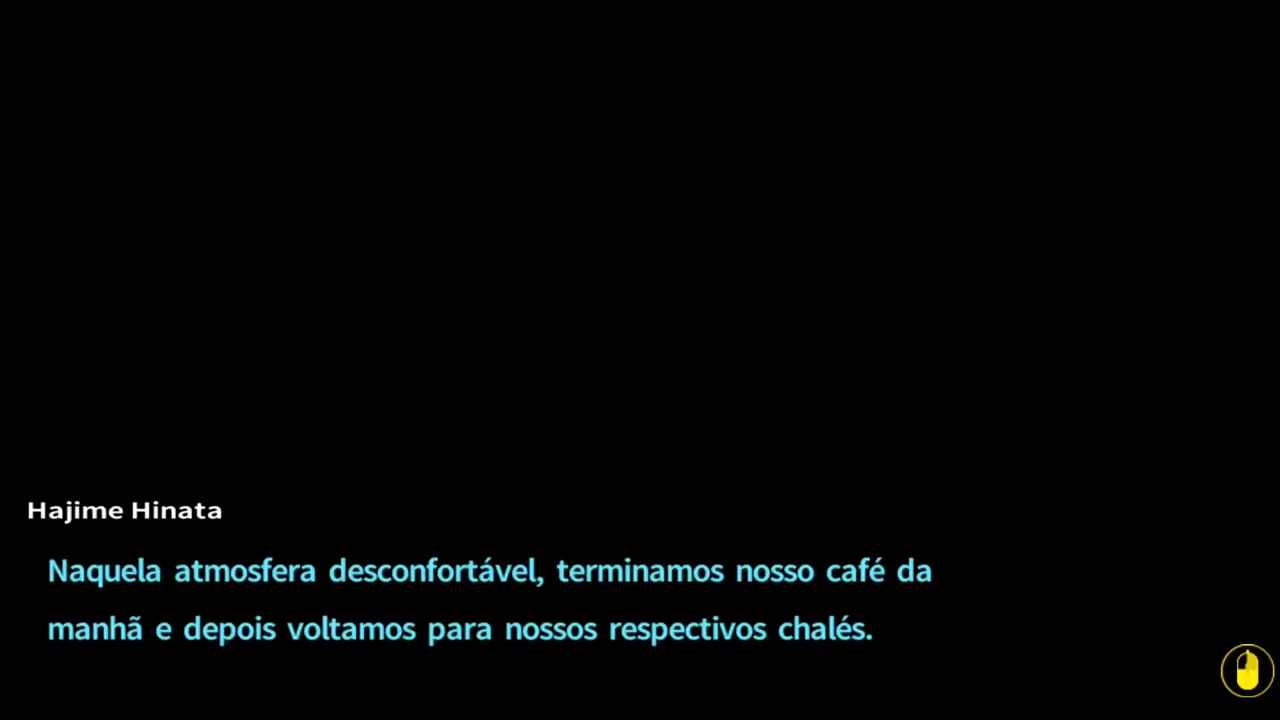 Hajime Hinata
Naquela atmosfera desconfortável, terminamos nosso café da
manhã e depois voltamos para nossos respectivos chalés.